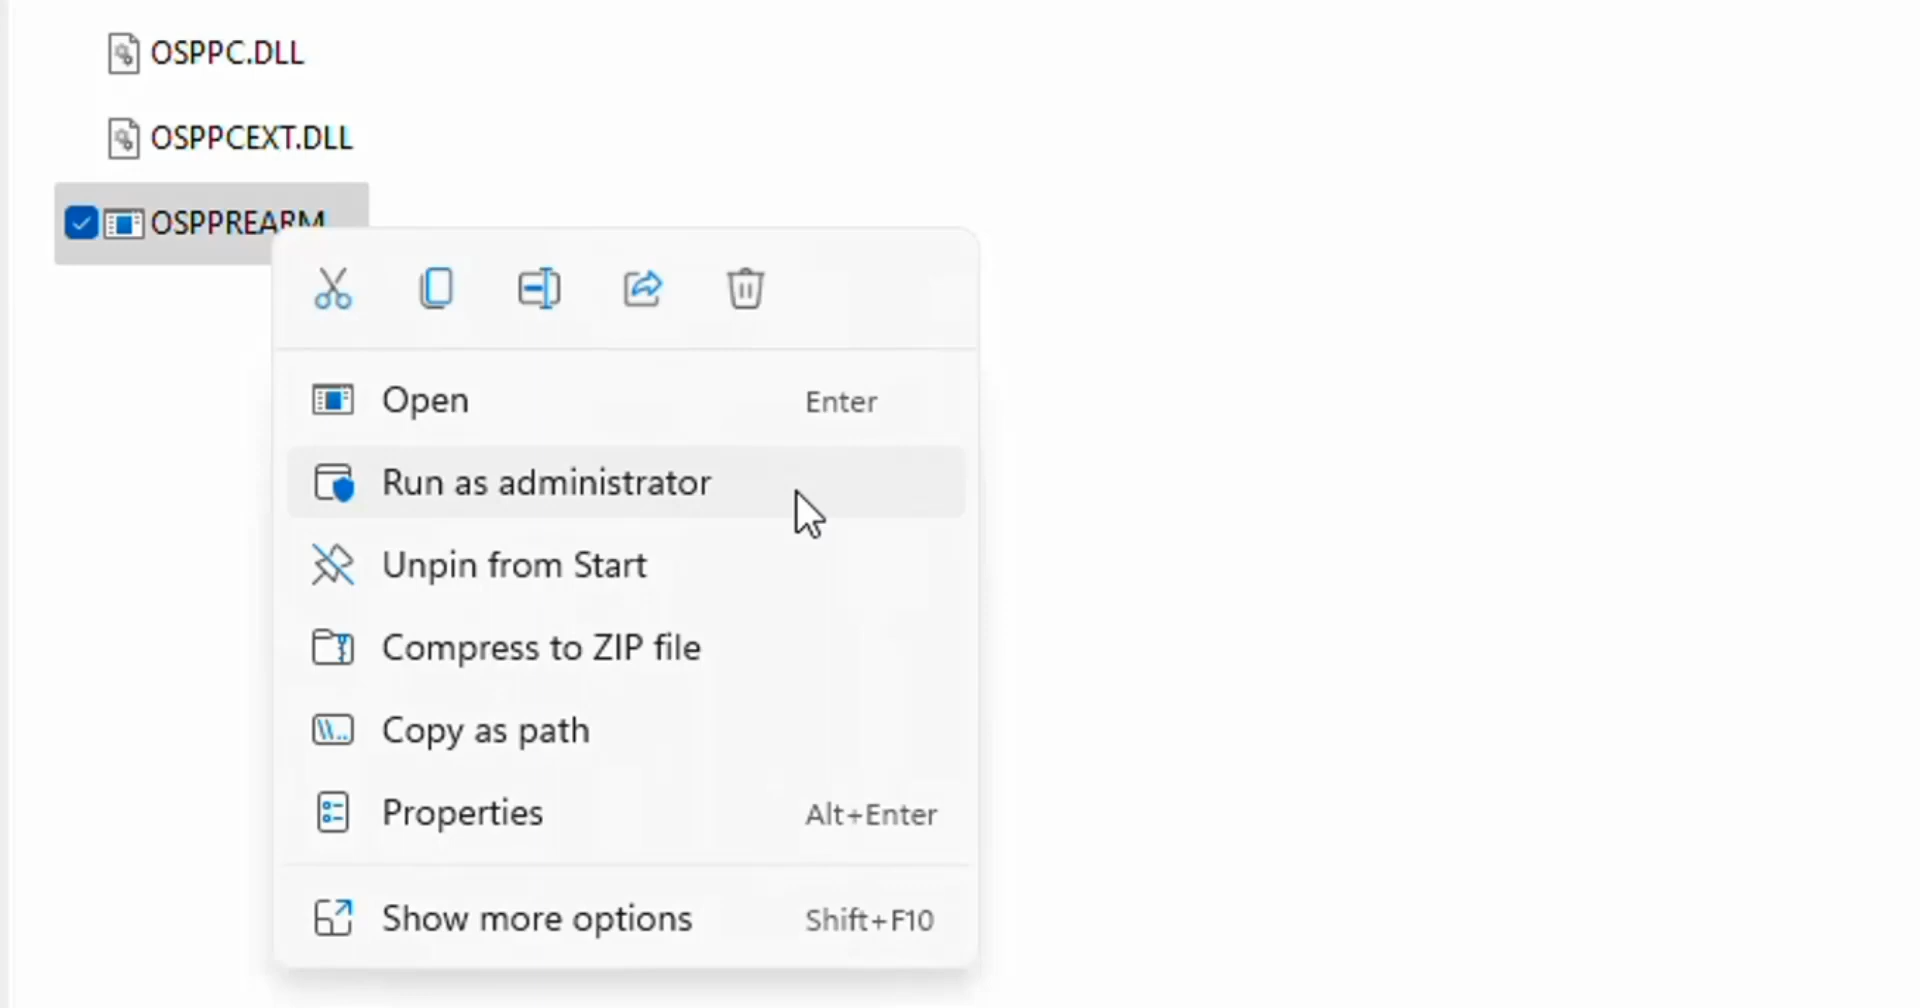 OSPPC.DLL
OSPPCEXT.DLL
OSPPREARM
Open Enter
Run as administrator
Unpin from Start
Compress to ZIP file
Copy as path
Properties Alt+Enter
Show more options Shift+F10